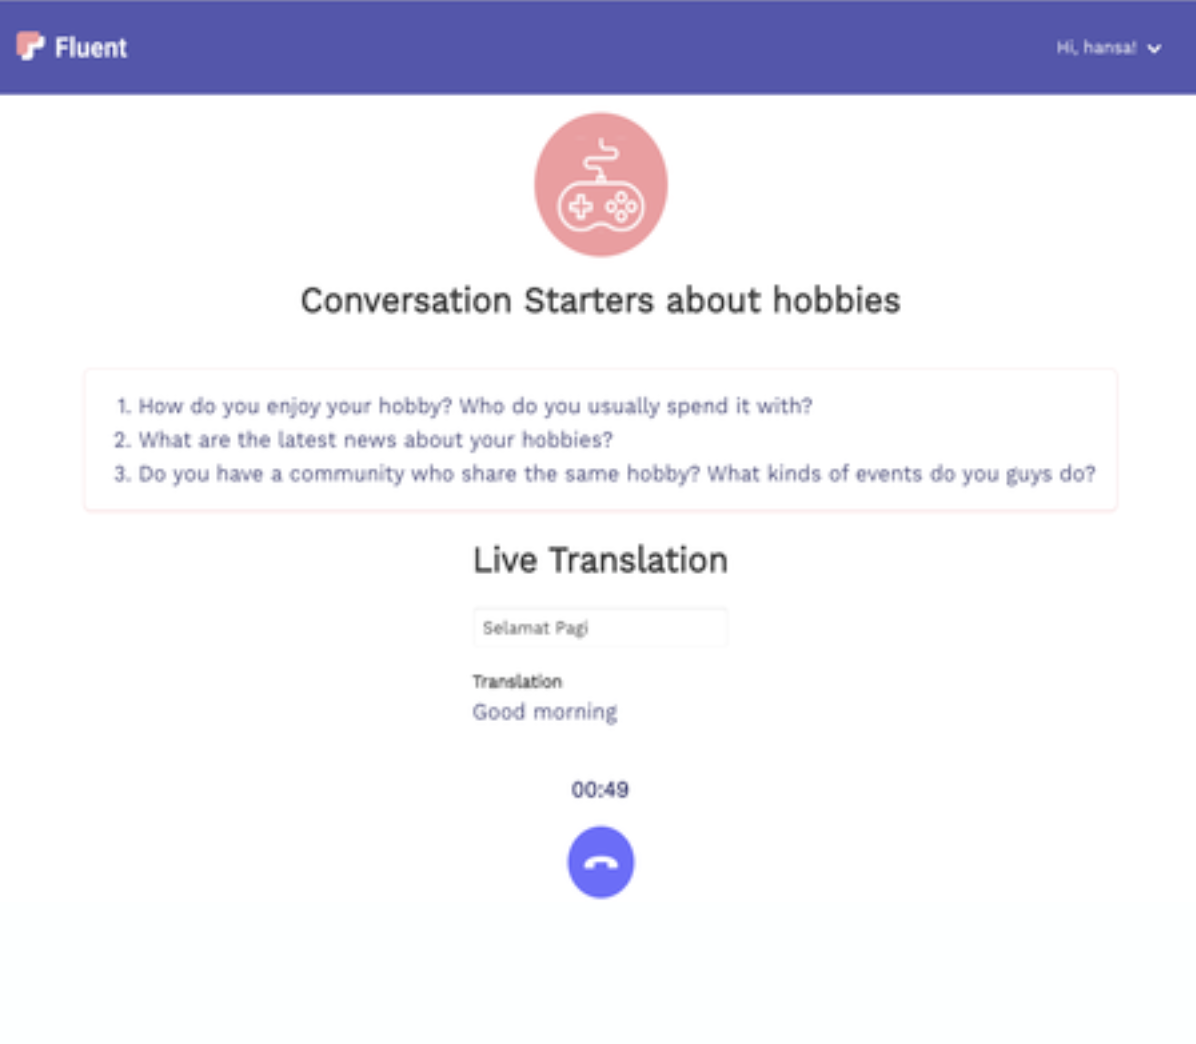 Fluent
Hi, hansa!
Conversation Starters about hobbies
1. How do you enjoy your hobby? Who do you usually spend it with?
2. What are the latest news about your hobbies?
3. Do you have a community who share the same hobby? What kinds of events do you guys do?
Live Translation
Selamat Pagi
Translation
Good morning
00:49